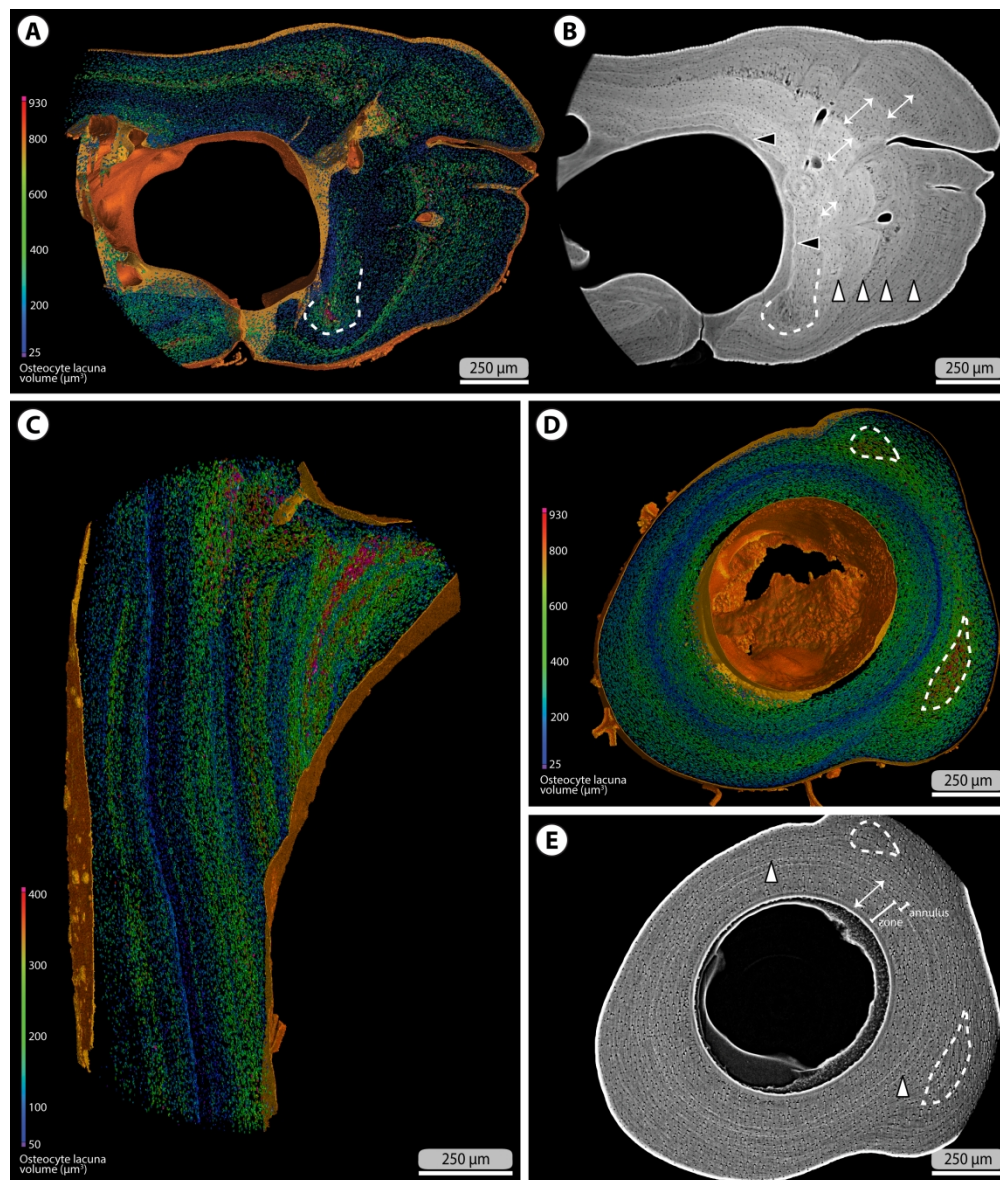 A
930
800
600
400
200
25
Osteocyte lacuna
volume (µm³)
250 µm
B
250 µm
C
400
300
200
100
50
Osteocyte lacuna
volume (µm³)
250 µm
D
930
800
600
400
200
25
Osteocyte lacuna
volume (µm³)
250 µm
E
annulus
zone
250 µm